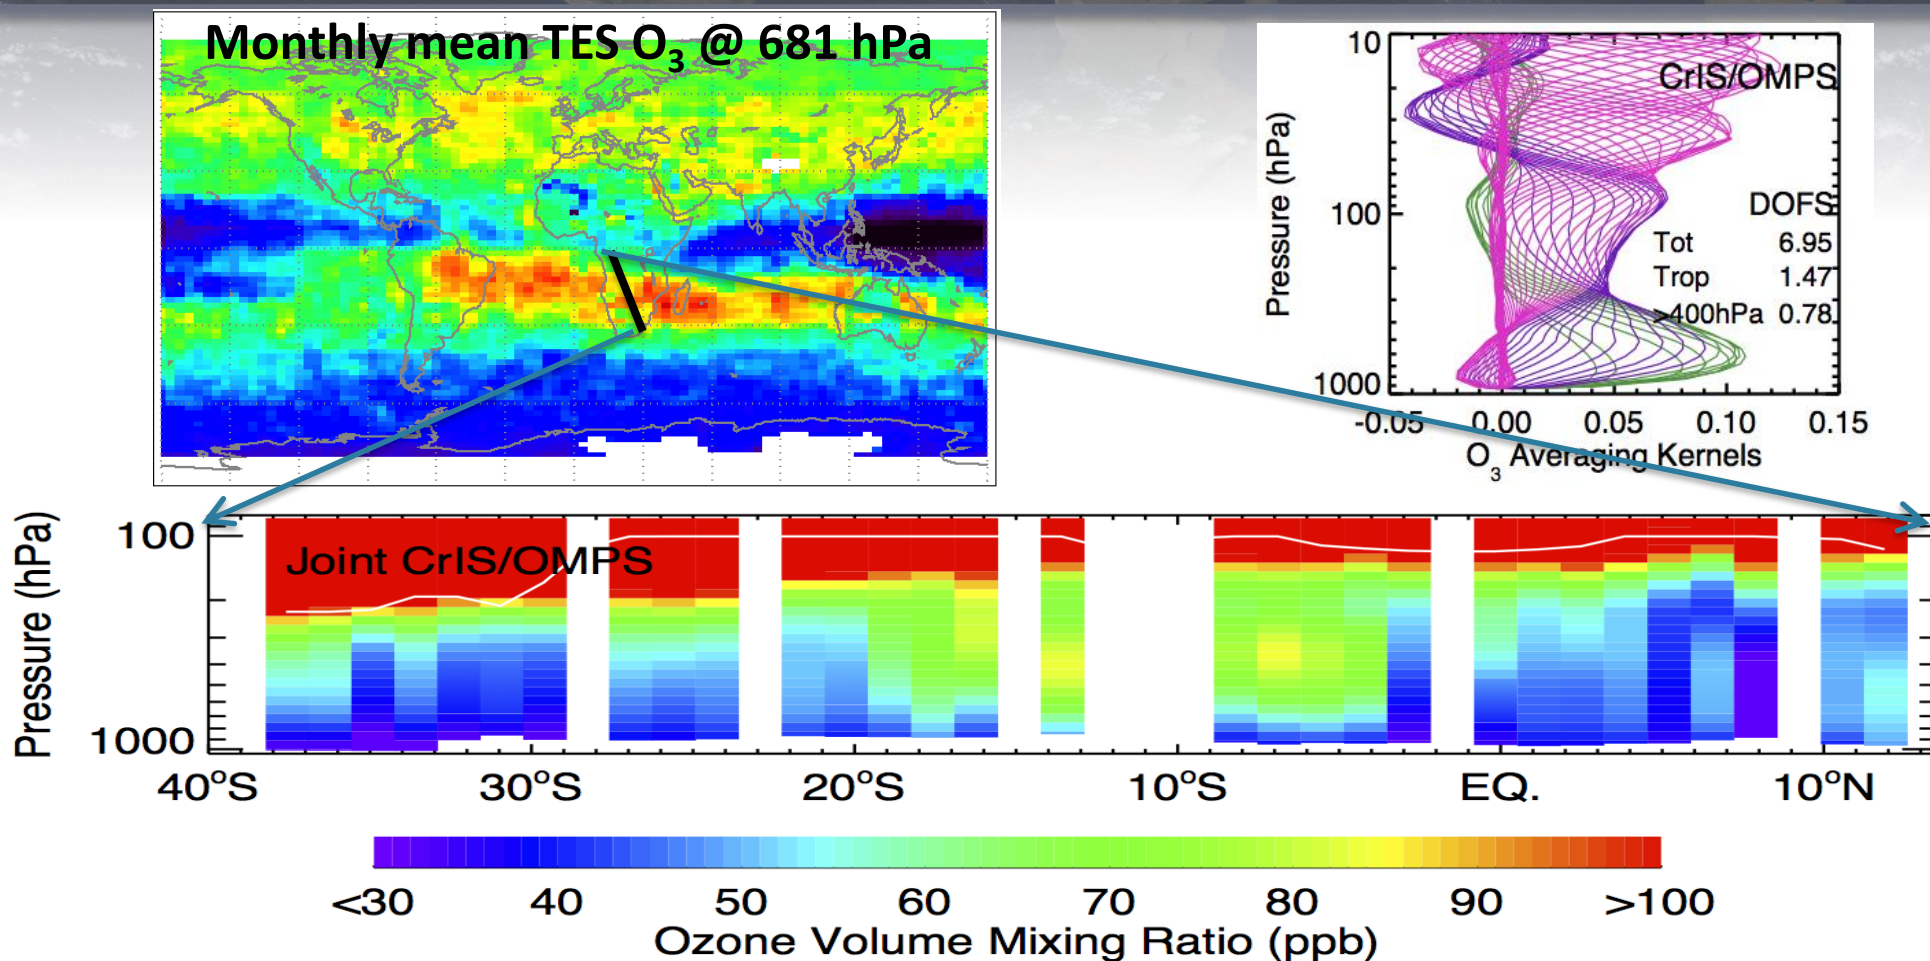 Monthly mean TES O3 @ 681 hPa
10
100
1000
Pressure (hPa)
CrIS/OMPS
DOFS
Tot 6.95
Trop 1.47
>400hPa 0.78
-0.05 0.00 0.05 0.10 0.15
O3 Averaging Kernels
Pressure (hPa)
100
1000
Joint CrIS/OMPS
40°S 30°S 20°S 10°S EQ. 10°N
<30 40 50 60 70 80 90 >100
Ozone Volume Mixing Ratio (ppb)